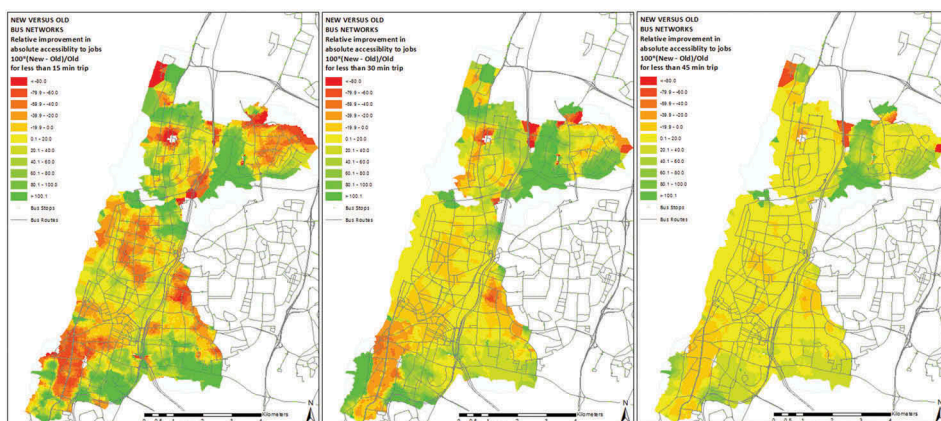 NEW VERSUS OLD
BUS NETWORKS
Relative improvement in
absolute accessiblity to jobs
100*(New - Old)/Old
for less than 15 min trip
< -80.0
-79.9 – -60.0
-59.9 – -40.0
-39.9 – -20.0
-19.9 – 0.0
0.1 – 20.0
20.1 – 40.0
40.1 – 60.0
60.1 – 80.0
80.1 – 100.0
> 100.1
Bus Stops
Bus Routes
N
Kilometers
NEW VERSUS OLD
BUS NETWORKS
Relative improvement in
absolute accessiblity to jobs
100*(New - Old)/Old
for less than 30 min trip
< -80.0
-79.9 – -60.0
-59.9 – -40.0
-39.9 – -20.0
-19.9 – 0.0
0.1 – 20.0
20.1 – 40.0
40.1 – 60.0
60.1 – 80.0
80.1 – 100.0
> 100.1
Bus Stops
Bus Routes
N
Kilometers
NEW VERSUS OLD
BUS NETWORKS
Relative improvement in
absolute accessiblity to jobs
100*(New - Old)/Old
for less than 45 min trip
< -80.0
-79.9 – -60.0
-59.9 – -40.0
-39.9 – -20.0
-19.9 – 0.0
0.1 – 20.0
20.1 – 40.0
40.1 – 60.0
60.1 – 80.0
80.1 – 100.0
> 100.1
Bus Stops
Bus Routes
N
Kilometers